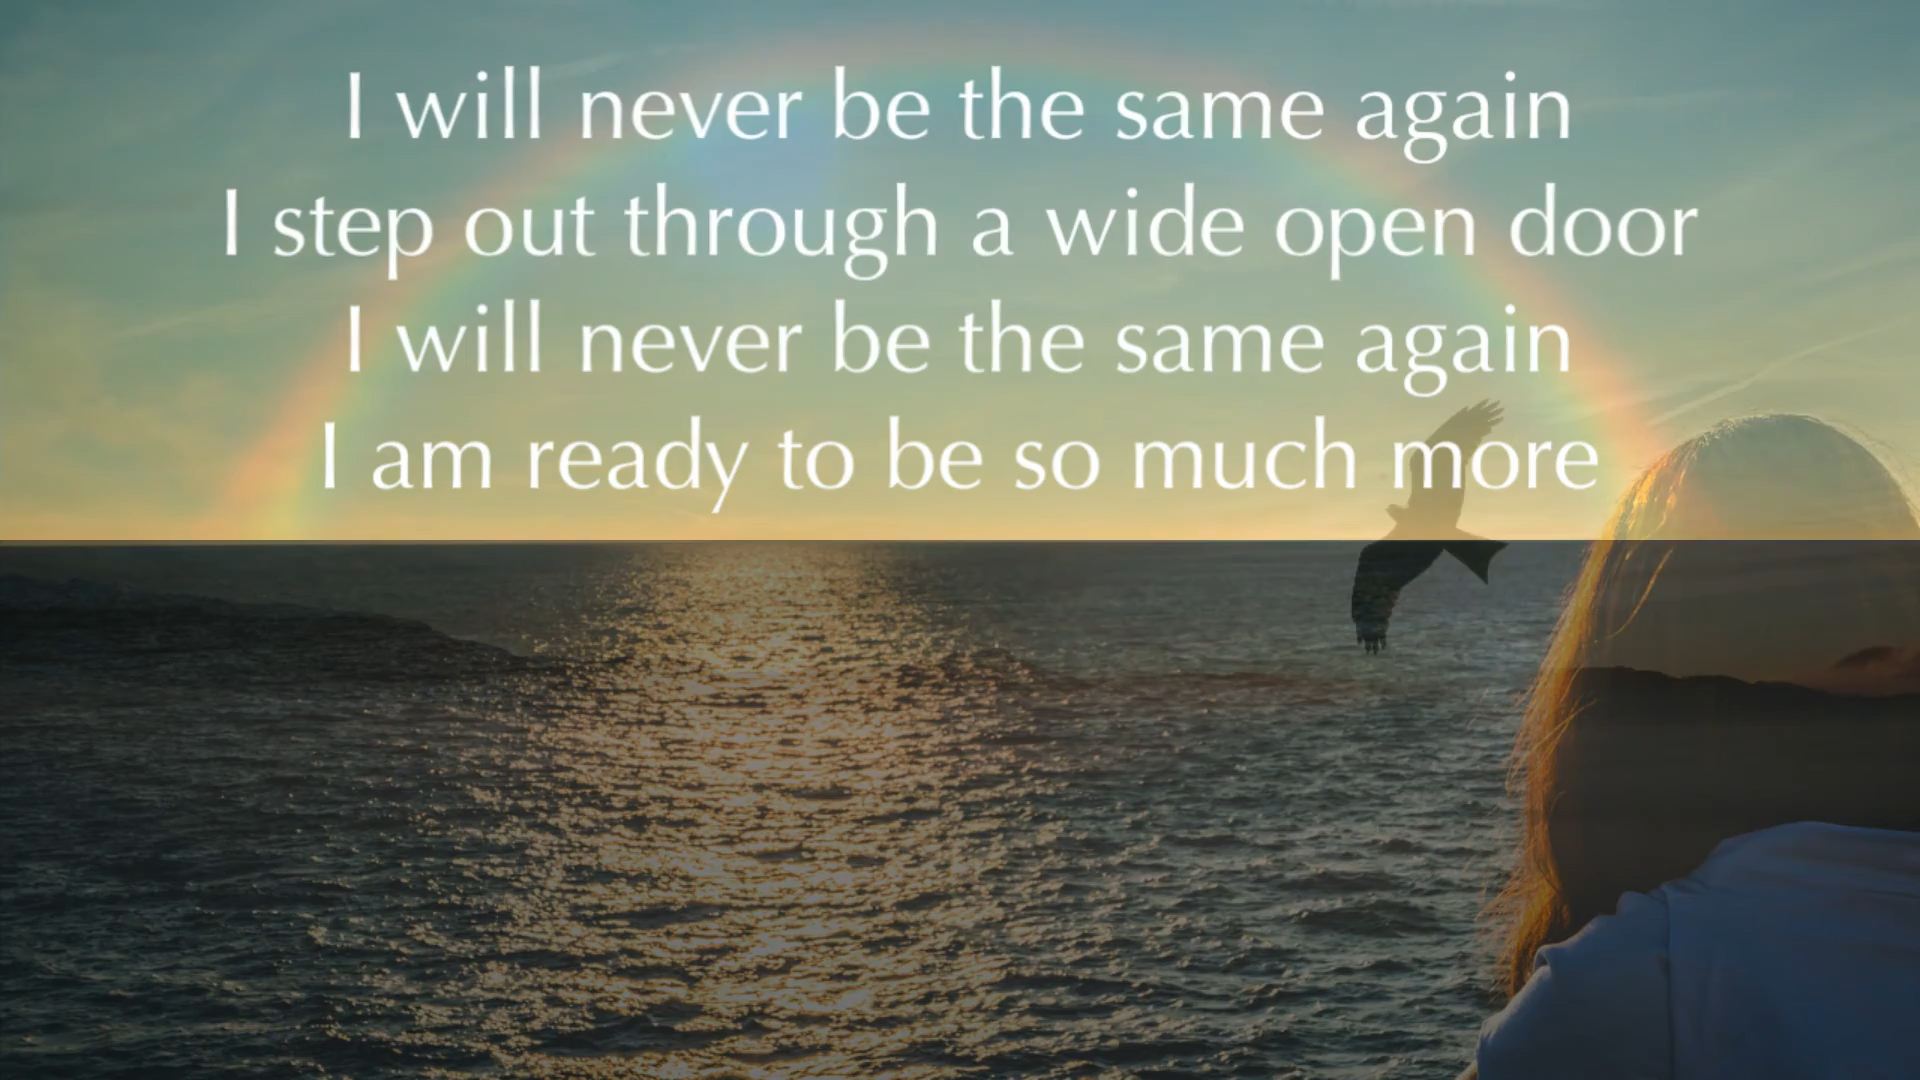 I will never be the same again
I step out through a wide open door
I will never be the same again
I am ready to be so much more